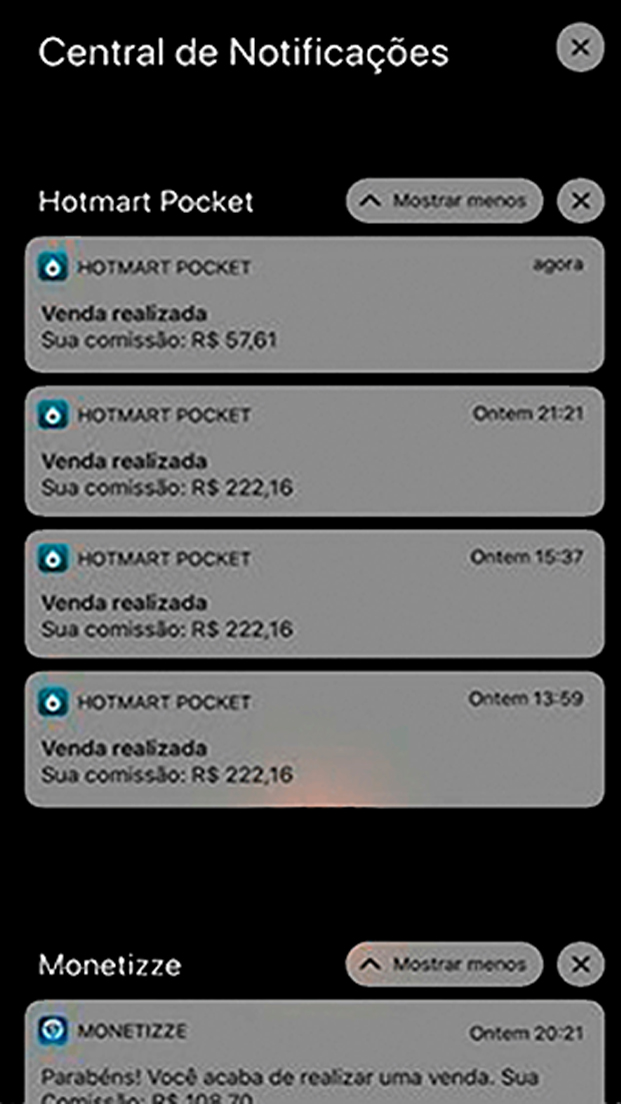 Central de Notificações
Hotmart Pocket
Mostrar menos
HOTMART POCKET
agora
Venda realizada
Sua comissão: R$ 57,61
HOTMART POCKET
Ontem 21:21
Venda realizada
Sua comissão: R$ 222,16
HOTMART POCKET
Ontem 15:37
Venda realizada
Sua comissão: R$ 222,16
HOTMART POCKET
Ontem 13:59
Venda realizada
Sua comissão: R$ 222,16
Monetizze
Mostrar menos
MONETIZZE
Ontem 20:21
Parabéns! Você acaba de realizar uma venda. Sua
Comissão: R$ 108,70